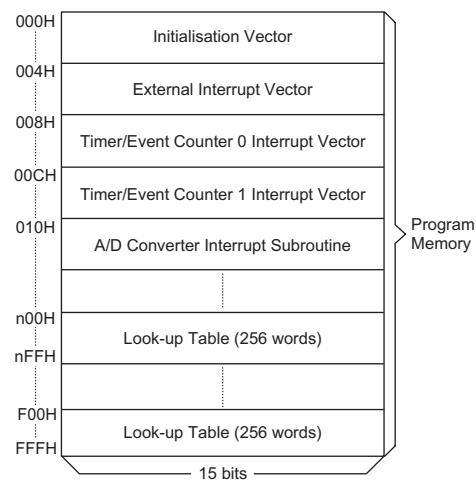 000H
Initialisation Vector
004H
External Interrupt Vector
008H
Timer/Event Counter 0 Interrupt Vector
00CH
Timer/Event Counter 1 Interrupt Vector
010H
A/D Converter Interrupt Subroutine
Program
Memory
n00H
Look-up Table (256 words)
nFFH
F00H
Look-up Table (256 words)
FFFH
15 bits